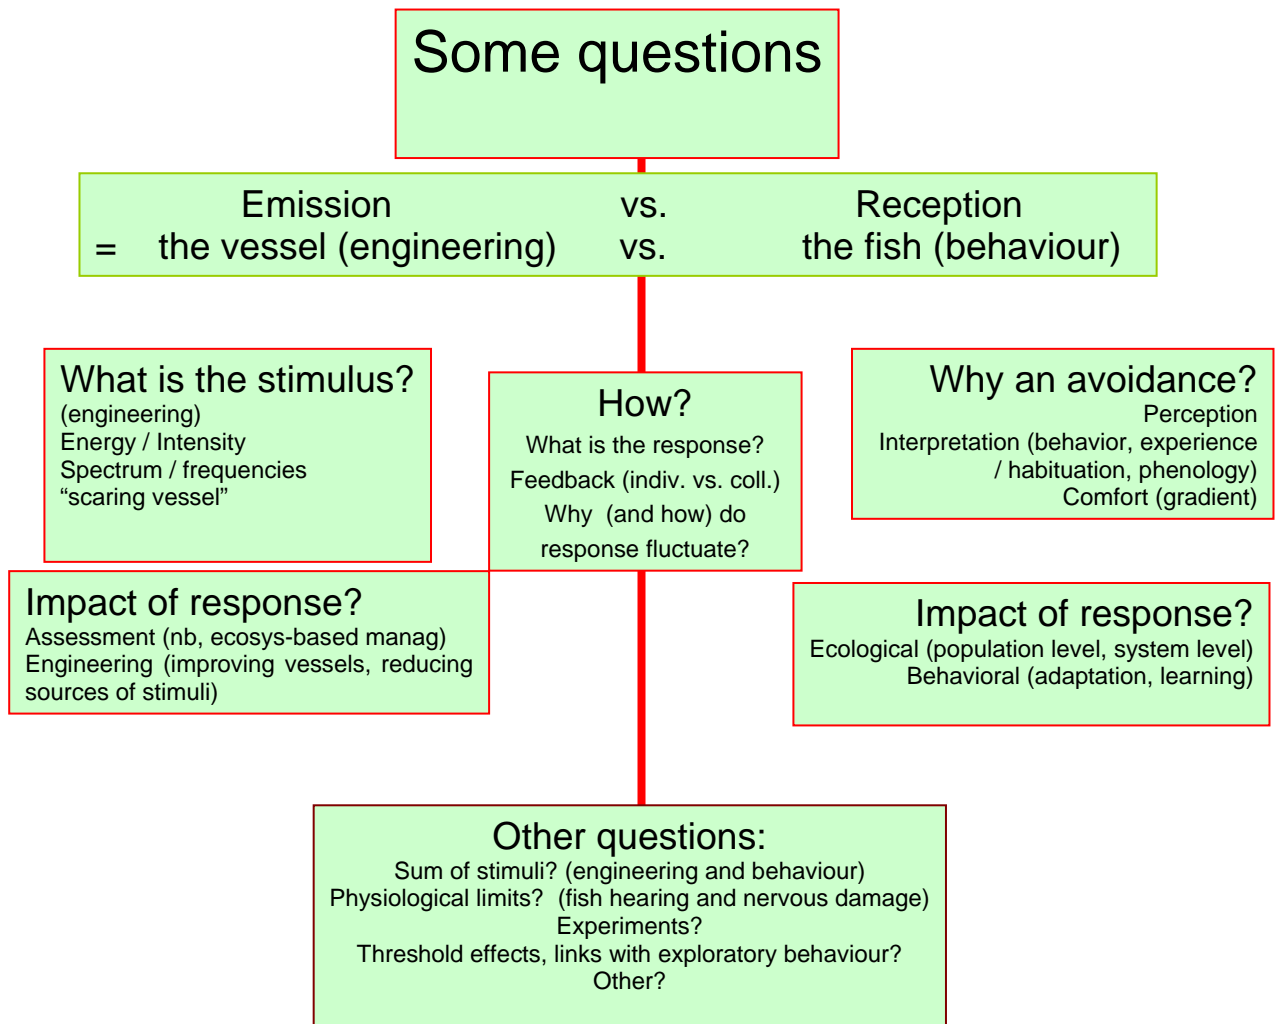 Some questions
Emission vs. Reception
= the vessel (engineering) vs. the fish (behaviour)
What is the stimulus?
(engineering)
Energy / Intensity
Spectrum / frequencies
“scaring vessel”
How?
What is the response?
Feedback (indiv. vs. coll.)
Why (and how) do
response fluctuate?
Why an avoidance?
Perception
Interpretation (behavior, experience
/ habituation, phenology)
Comfort (gradient)
Impact of response?
Assessment (nb, ecosys-based manag)
Engineering (improving vessels, reducing
sources of stimuli)
Impact of response?
Ecological (population level, system level)
Behavioral (adaptation, learning)
Other questions:
Sum of stimuli? (engineering and behaviour)
Physiological limits? (fish hearing and nervous damage)
Experiments?
Threshold effects, links with exploratory behaviour?
Other?